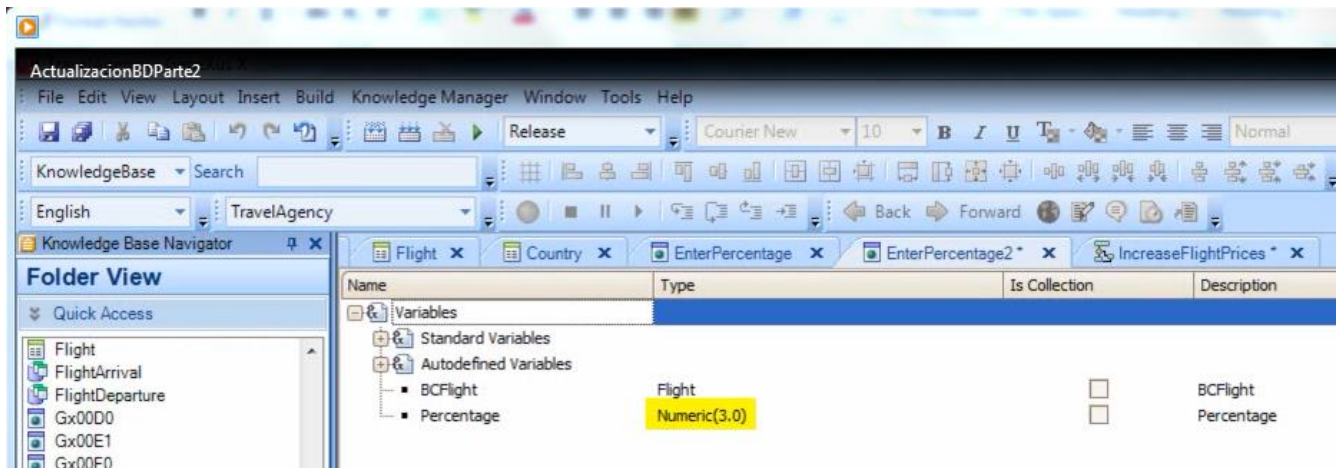 ActualizacionBDParte2
File Edit View Layout Insert Build Knowledge Manager Window Tools Help
Release Courier New 10 B I U Normal
KnowledgeBase Search
English TravelAgency Back Forward
Knowledge Base Navigator Flight Country EnterPercentage EnterPercentage2* IncreaseFlightPrices*
Folder View
Name Type Is Collection Description
Quick Access
Variables
Standard Variables
Autodefined Variables
BCFlight Flight BCFlight
Percentage Numeric(3.0) Percentage
Flight
FlightArrival
FlightDeparture
Gx00D0
Gx00E1
Gx00F0